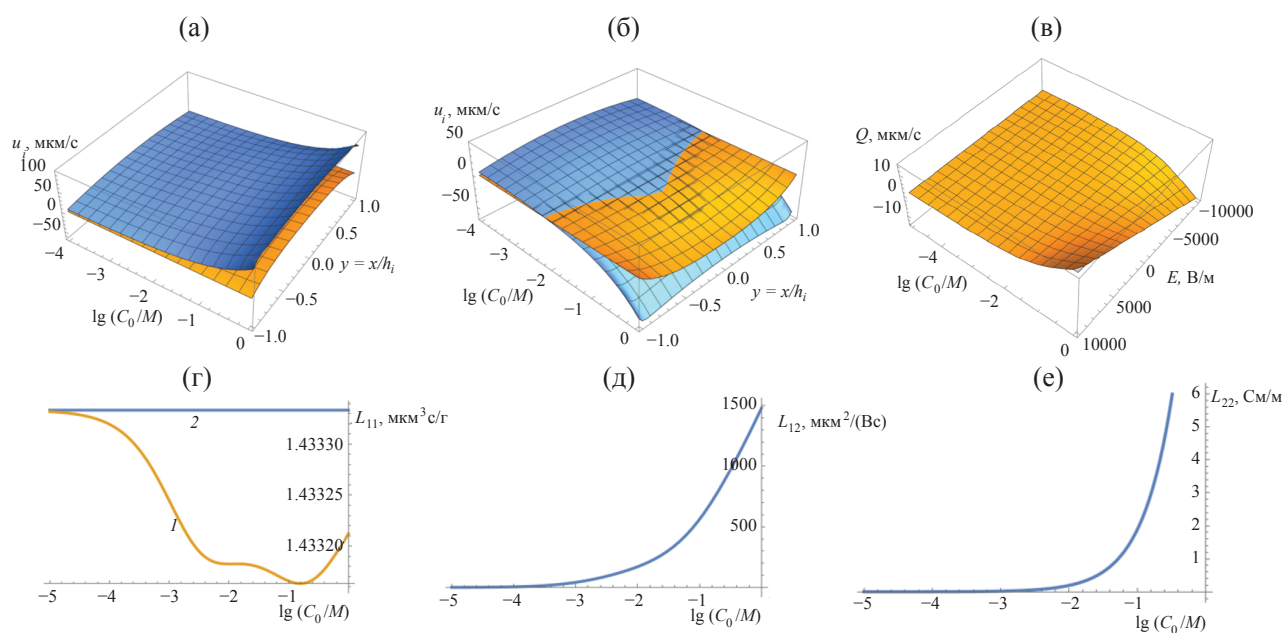 (а)
u_i, мкм/с
100
50
0
−50
−4
−3
−2
−1
0
lg (C_0/M)
1.0
0.5
0.0
−0.5
−1.0
y = x/h_i
(б)
u_i, мкм/с
50
0
−50
−4
−3
−2
−1
0
lg (C_0/M)
1.0
0.5
0.0
−0.5
−1.0
y = x/h_i
(в)
Q, мкм/с
10
0
−10
−4
−2
0
lg (C_0/M)
−10000
−5000
0
5000
10000
E, В/м
(г)
2
L_11, мкм^3с/г
1.43330
1.43325
1
1.43320
−5 −4 −3 −2 −1
lg (C_0/M)
(д)
1500
L_12, мкм^2/(Вс)
1000
500
−5 −4 −3 −2 −1
lg (C_0/M)
(е)
6
L_22, См/м
5
4
3
2
1
−5 −4 −3 −2 −1
lg (C_0/M)